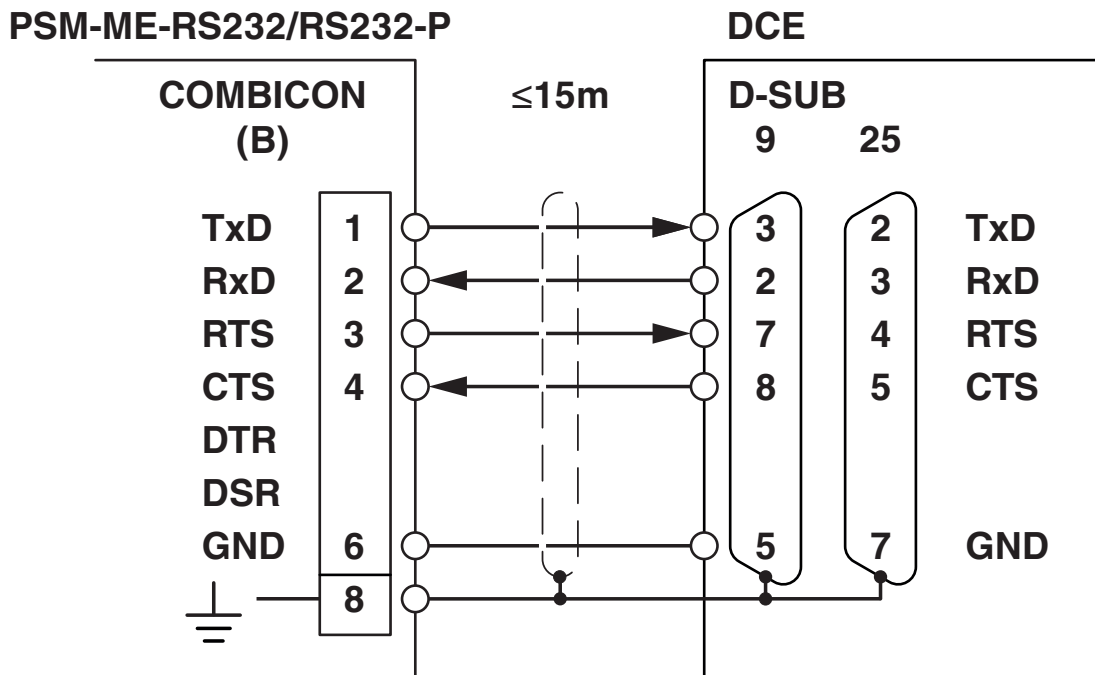 PSM-ME-RS232/RS232-P DCE
COMBICON ≤15m D-SUB
(B) 9 25
TxD 1 3 2 TxD
RxD 2 2 3 RxD
RTS 3 7 4 RTS
CTS 4 8 5 CTS
DTR
DSR
GND 6 5 7 GND
8